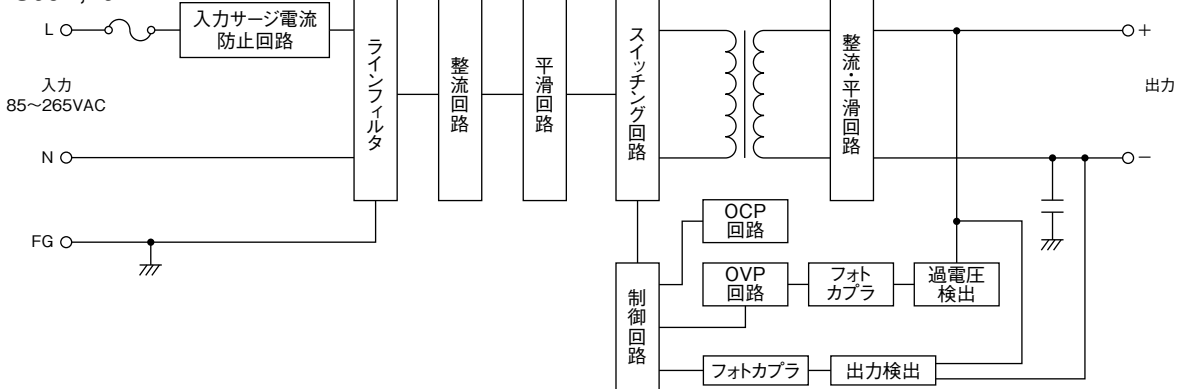 L
入力サージ電流
防止回路
入力
85～265VAC
N
FG
ラインフィルタ
整流回路
平滑回路
スイッチング回路
整流・平滑回路
+
出力
−
OCP
回路
OVP
回路
フォト
カプラ
過電圧
検出
制御回路
フォトカプラ
出力検出